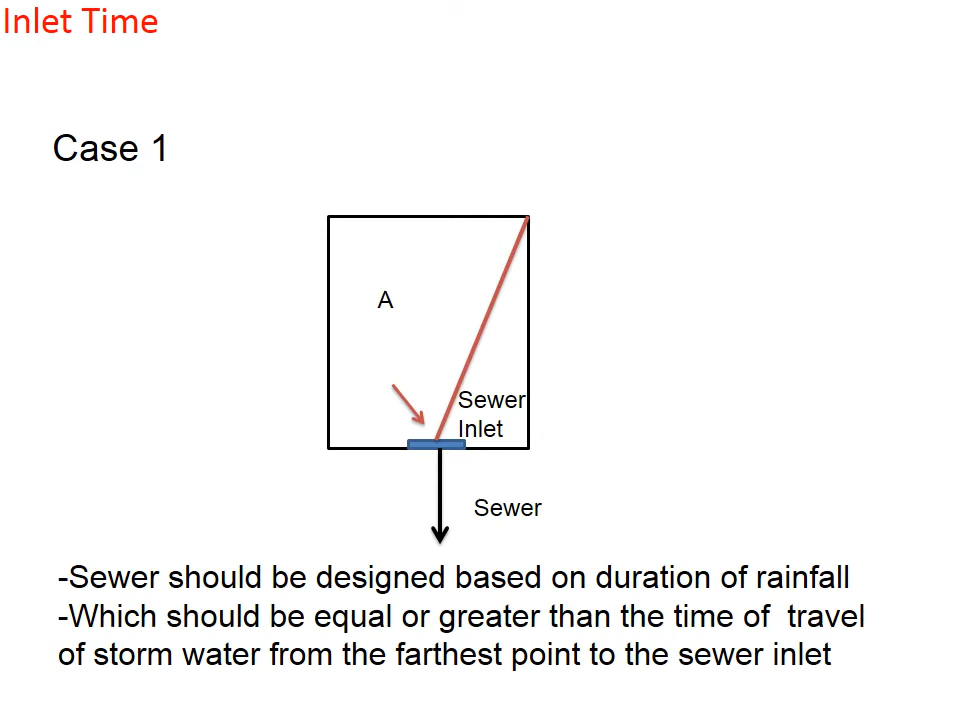 Inlet Time
Case 1
A
Sewer
Inlet
Sewer
-Sewer should be designed based on duration of rainfall
-Which should be equal or greater than the time of  travel
of storm water from the farthest point to the sewer inlet